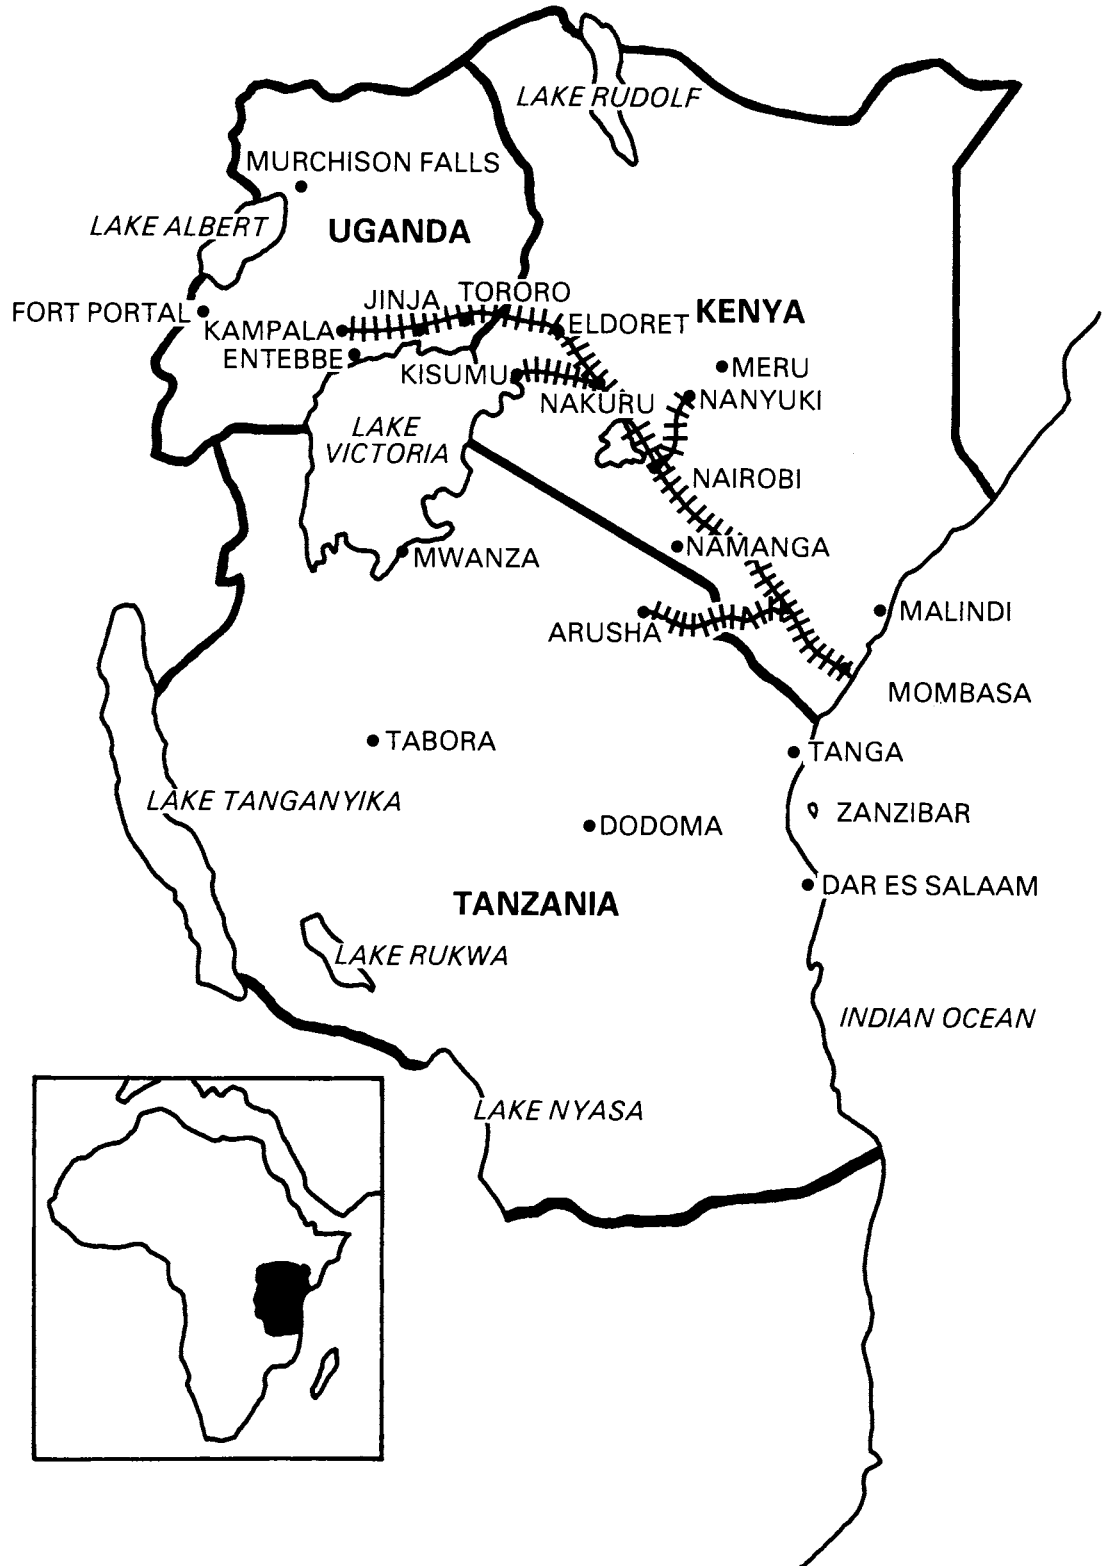 LAKE RUDOLF
MURCHISON FALLS
LAKE ALBERT
UGANDA
JINJA
TORORO
KENYA
FORT PORTAL
KAMPALA
ELDORET
ENTEBBE
KISUMU
MERU
NAKURU
NANYUKI
LAKE
VICTORIA
NAIROBI
NAMANGA
MWANZA
MALINDI
ARUSHA
MOMBASA
TABORA
TANGA
LAKE TANGANYIKA
ZANZIBAR
DODOMA
DAR ES SALAAM
TANZANIA
LAKE RUKWA
INDIAN OCEAN
LAKE NYASA